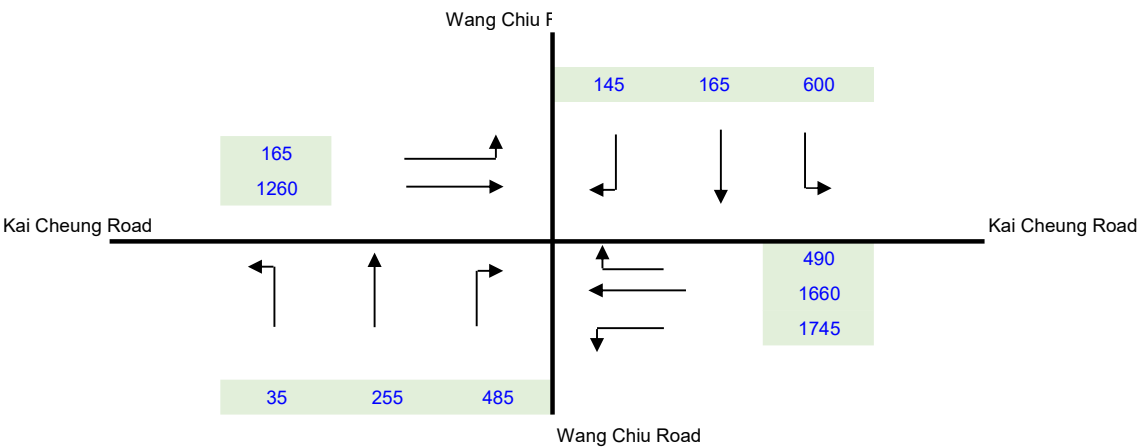 Wang Chiu F
145 165 600
165
1260
Kai Cheung Road
Kai Cheung Road
490
1660
1745
35 255 485
Wang Chiu Road